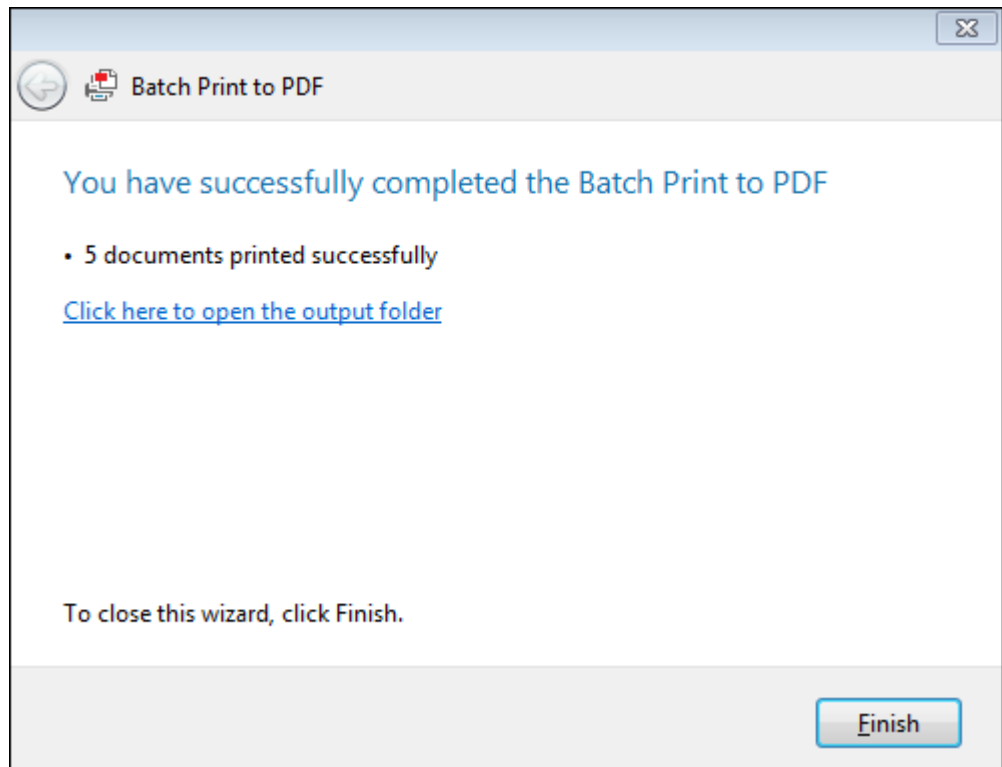 Batch Print to PDF
You have successfully completed the Batch Print to PDF
• 5 documents printed successfully
Click here to open the output folder
To close this wizard, click Finish.
Finish